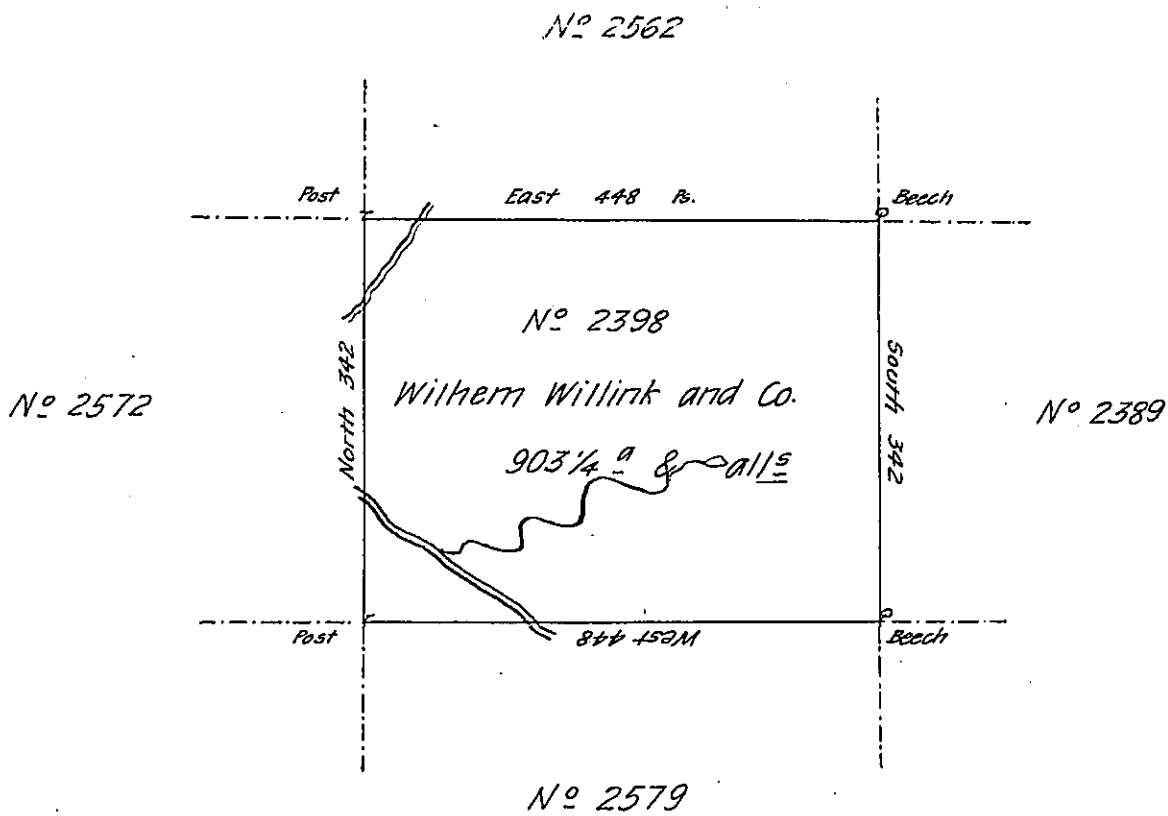 Nº 2562
Post East 448 Ps. Beech
Nº 2398
North 342
South 342
Wilhem Willink and Co.
Nº 2572
Nº 2389
903¼ a & alls
Post West 448 Beech
Nº 2579